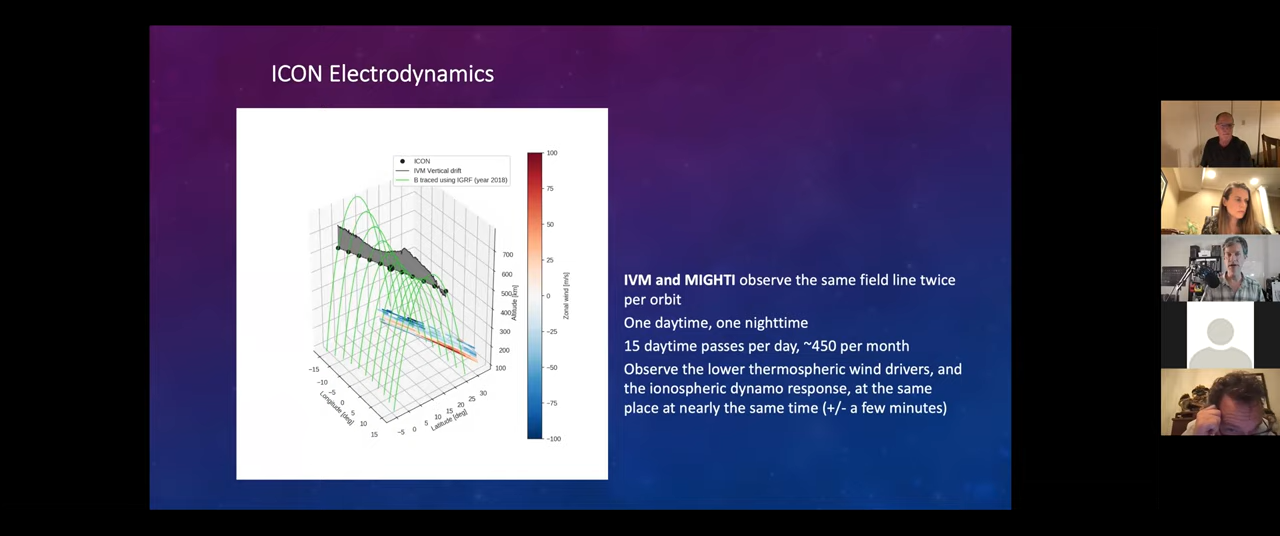 ICON Electrodynamics
ICON
IVM Vertical drift
B traced using IGRF (year 2018)
100
75
50
25
0
−25
−50
−75
−100
Zonal wind [m/s]
700
600
500
400
300
200
100
Altitude [km]
−15
−10
−5
0
5
10
15
Longitude [deg]
−5
0
5
10
15
20
25
30
Latitude [deg]
IVM and MIGHTI observe the same field line twice
per orbit
One daytime, one nighttime
15 daytime passes per day, ~450 per month
Observe the lower thermospheric wind drivers, and
the ionospheric dynamo response, at the same
place at nearly the same time (+/- a few minutes)